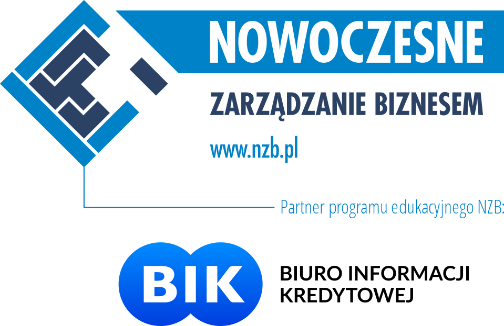 NOWOCZESNE
ZARZĄDZANIE BIZNESEM
www.nzb.pl
Partner programu edukacyjnego NZB:
BIK
BIURO INFORMACJI
KREDYTOWEJ